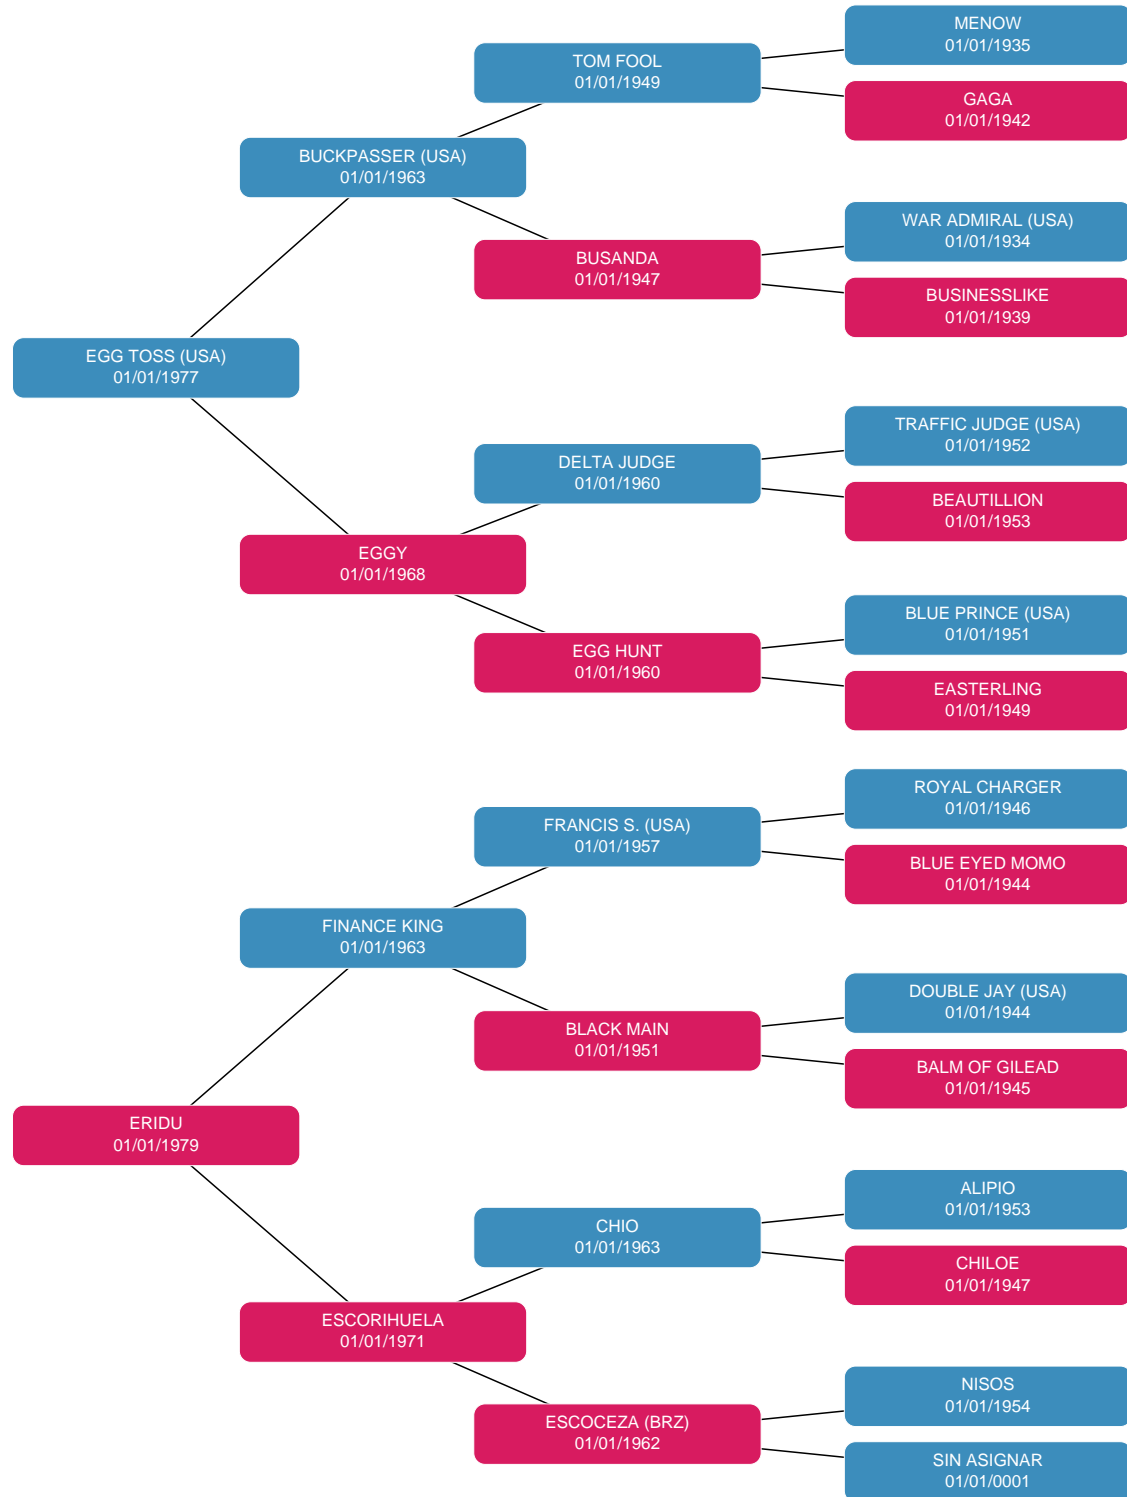 MENOW
01/01/1935
TOM FOOL
01/01/1949
GAGA
01/01/1942
BUCKPASSER (USA)
01/01/1963
WAR ADMIRAL (USA)
01/01/1934
BUSANDA
01/01/1947
BUSINESSLIKE
01/01/1939
EGG TOSS (USA)
01/01/1977
TRAFFIC JUDGE (USA)
01/01/1952
DELTA JUDGE
01/01/1960
BEAUTILLION
01/01/1953
EGGY
01/01/1968
BLUE PRINCE (USA)
01/01/1951
EGG HUNT
01/01/1960
EASTERLING
01/01/1949
ROYAL CHARGER
01/01/1946
FRANCIS S. (USA)
01/01/1957
BLUE EYED MOMO
01/01/1944
FINANCE KING
01/01/1963
DOUBLE JAY (USA)
01/01/1944
BLACK MAIN
01/01/1951
BALM OF GILEAD
01/01/1945
ERIDU
01/01/1979
ALIPIO
01/01/1953
CHIO
01/01/1963
CHILOE
01/01/1947
ESCORIHUELA
01/01/1971
NISOS
01/01/1954
ESCOCEZA (BRZ)
01/01/1962
SIN ASIGNAR
01/01/0001